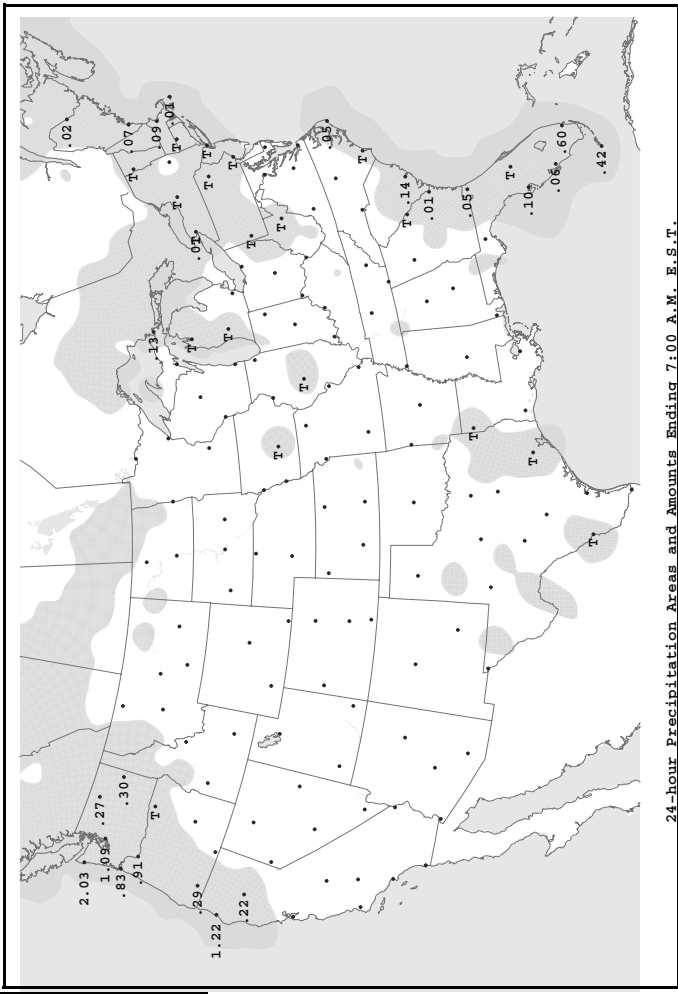 .02
2.03
.27
1.09
.83
.30
.07
T
.91
.13
T
.09
.01
T
T
T
.01
.29
T
T
1.22
T
T
.22
T
T
T
T
.05
T
.14
T
.01
.05
T
T
.10
T
.06
.60
T
.42
24-hour Precipitation Areas and Amounts Ending 7:00 A.M. E.S.T.